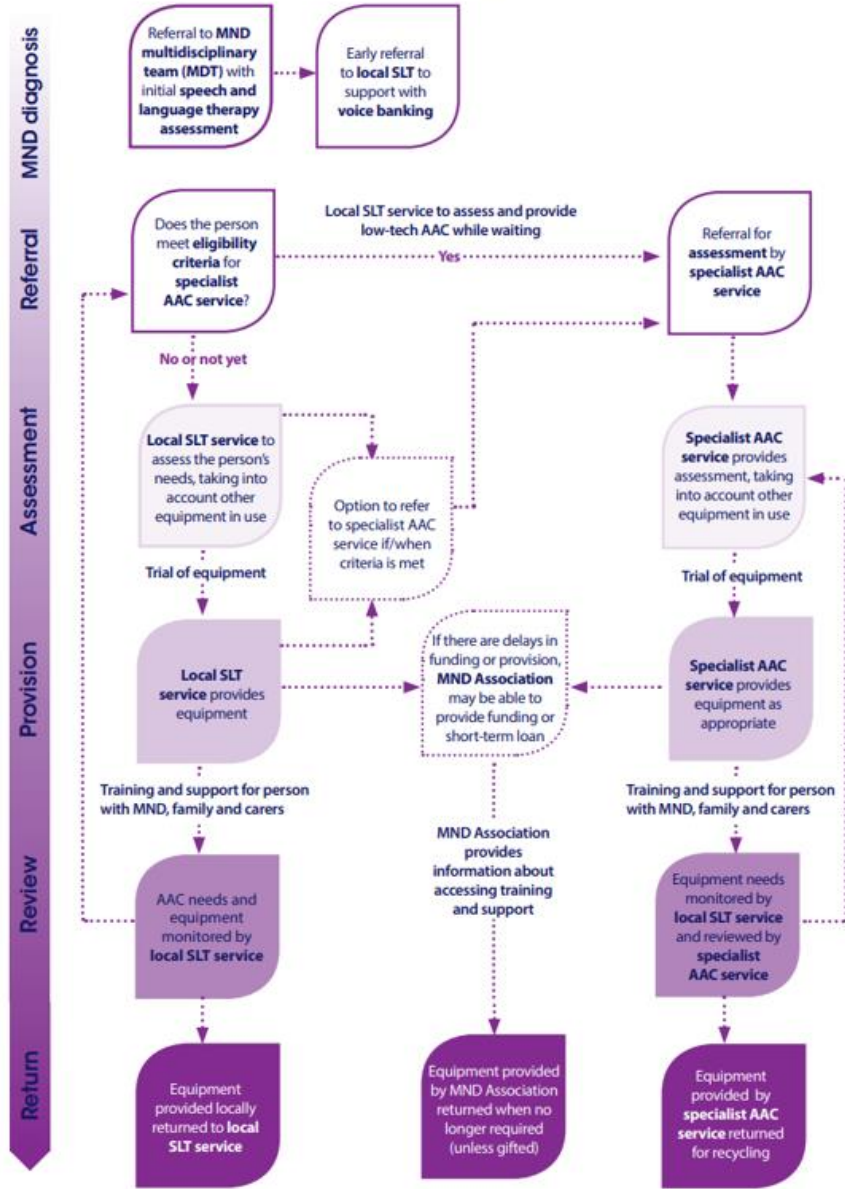 MND diagnosis
Referral to MND
multidisciplinary
team (MDT) with
initial speech and
language therapy
assessment
Early referral
to local SLT to
support with
voice banking
Referral
Does the person
meet eligibility
criteria for
specialist
AAC service?
Local SLT service to assess and provide
low-tech AAC while waiting
Yes
Referral for
assessment by
specialist AAC
service
No or not yet
Assessment
Local SLT service to
assess the person's
needs, taking into
account other
equipment in use
Option to refer
to specialist AAC
service if/when
criteria is met
Specialist AAC
service provides
assessment, taking
into account other
equipment in use
Trial of equipment
Trial of equipment
Provision
Local SLT
service provides
equipment
If there are delays in
funding or provision,
MND Association
may be able to
provide funding or
short-term loan
Specialist AAC
service provides
equipment as
appropriate
Training and support for person
with MND, family and carers
Training and support for person
with MND, family and carers
MND Association
provides
information about
accessing training
and support
Review
AAC needs and
equipment
monitored by
local SLT service
Equipment needs
monitored by
local SLT service
and reviewed by
specialist
AAC service
Return
Equipment
provided locally
returned to local
SLT service
Equipment provided
by MND Association
returned when no
longer required
(unless gifted)
Equipment
provided by
specialist AAC
service returned
for recycling